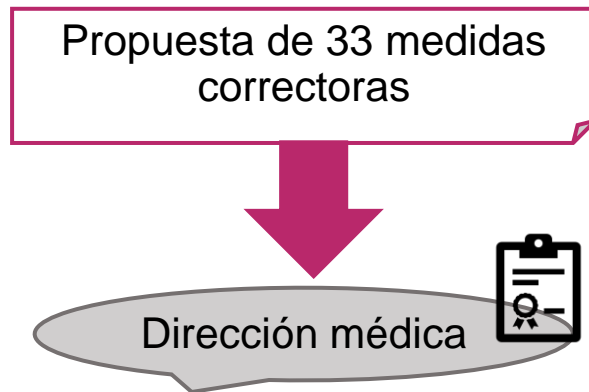 Propuesta de 33 medidas
correctoras
Dirección médica